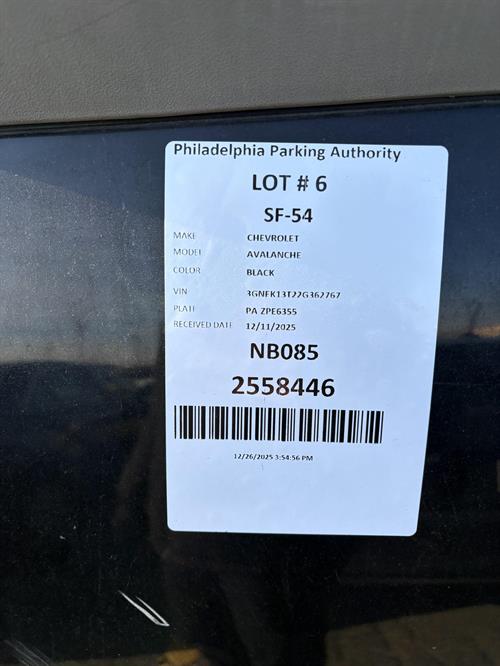 Philadelphia Parking Authority
LOT # 6
SF-54
MAKE CHEVROLET
MODEL AVALANCHE
COLOR BLACK
VIN 3GNFK13T22G362767
PLATE PA ZPE6355
RECEIVED DATE 12/11/2025
NB085
2558446
12/26/2025 3:54:56 PM